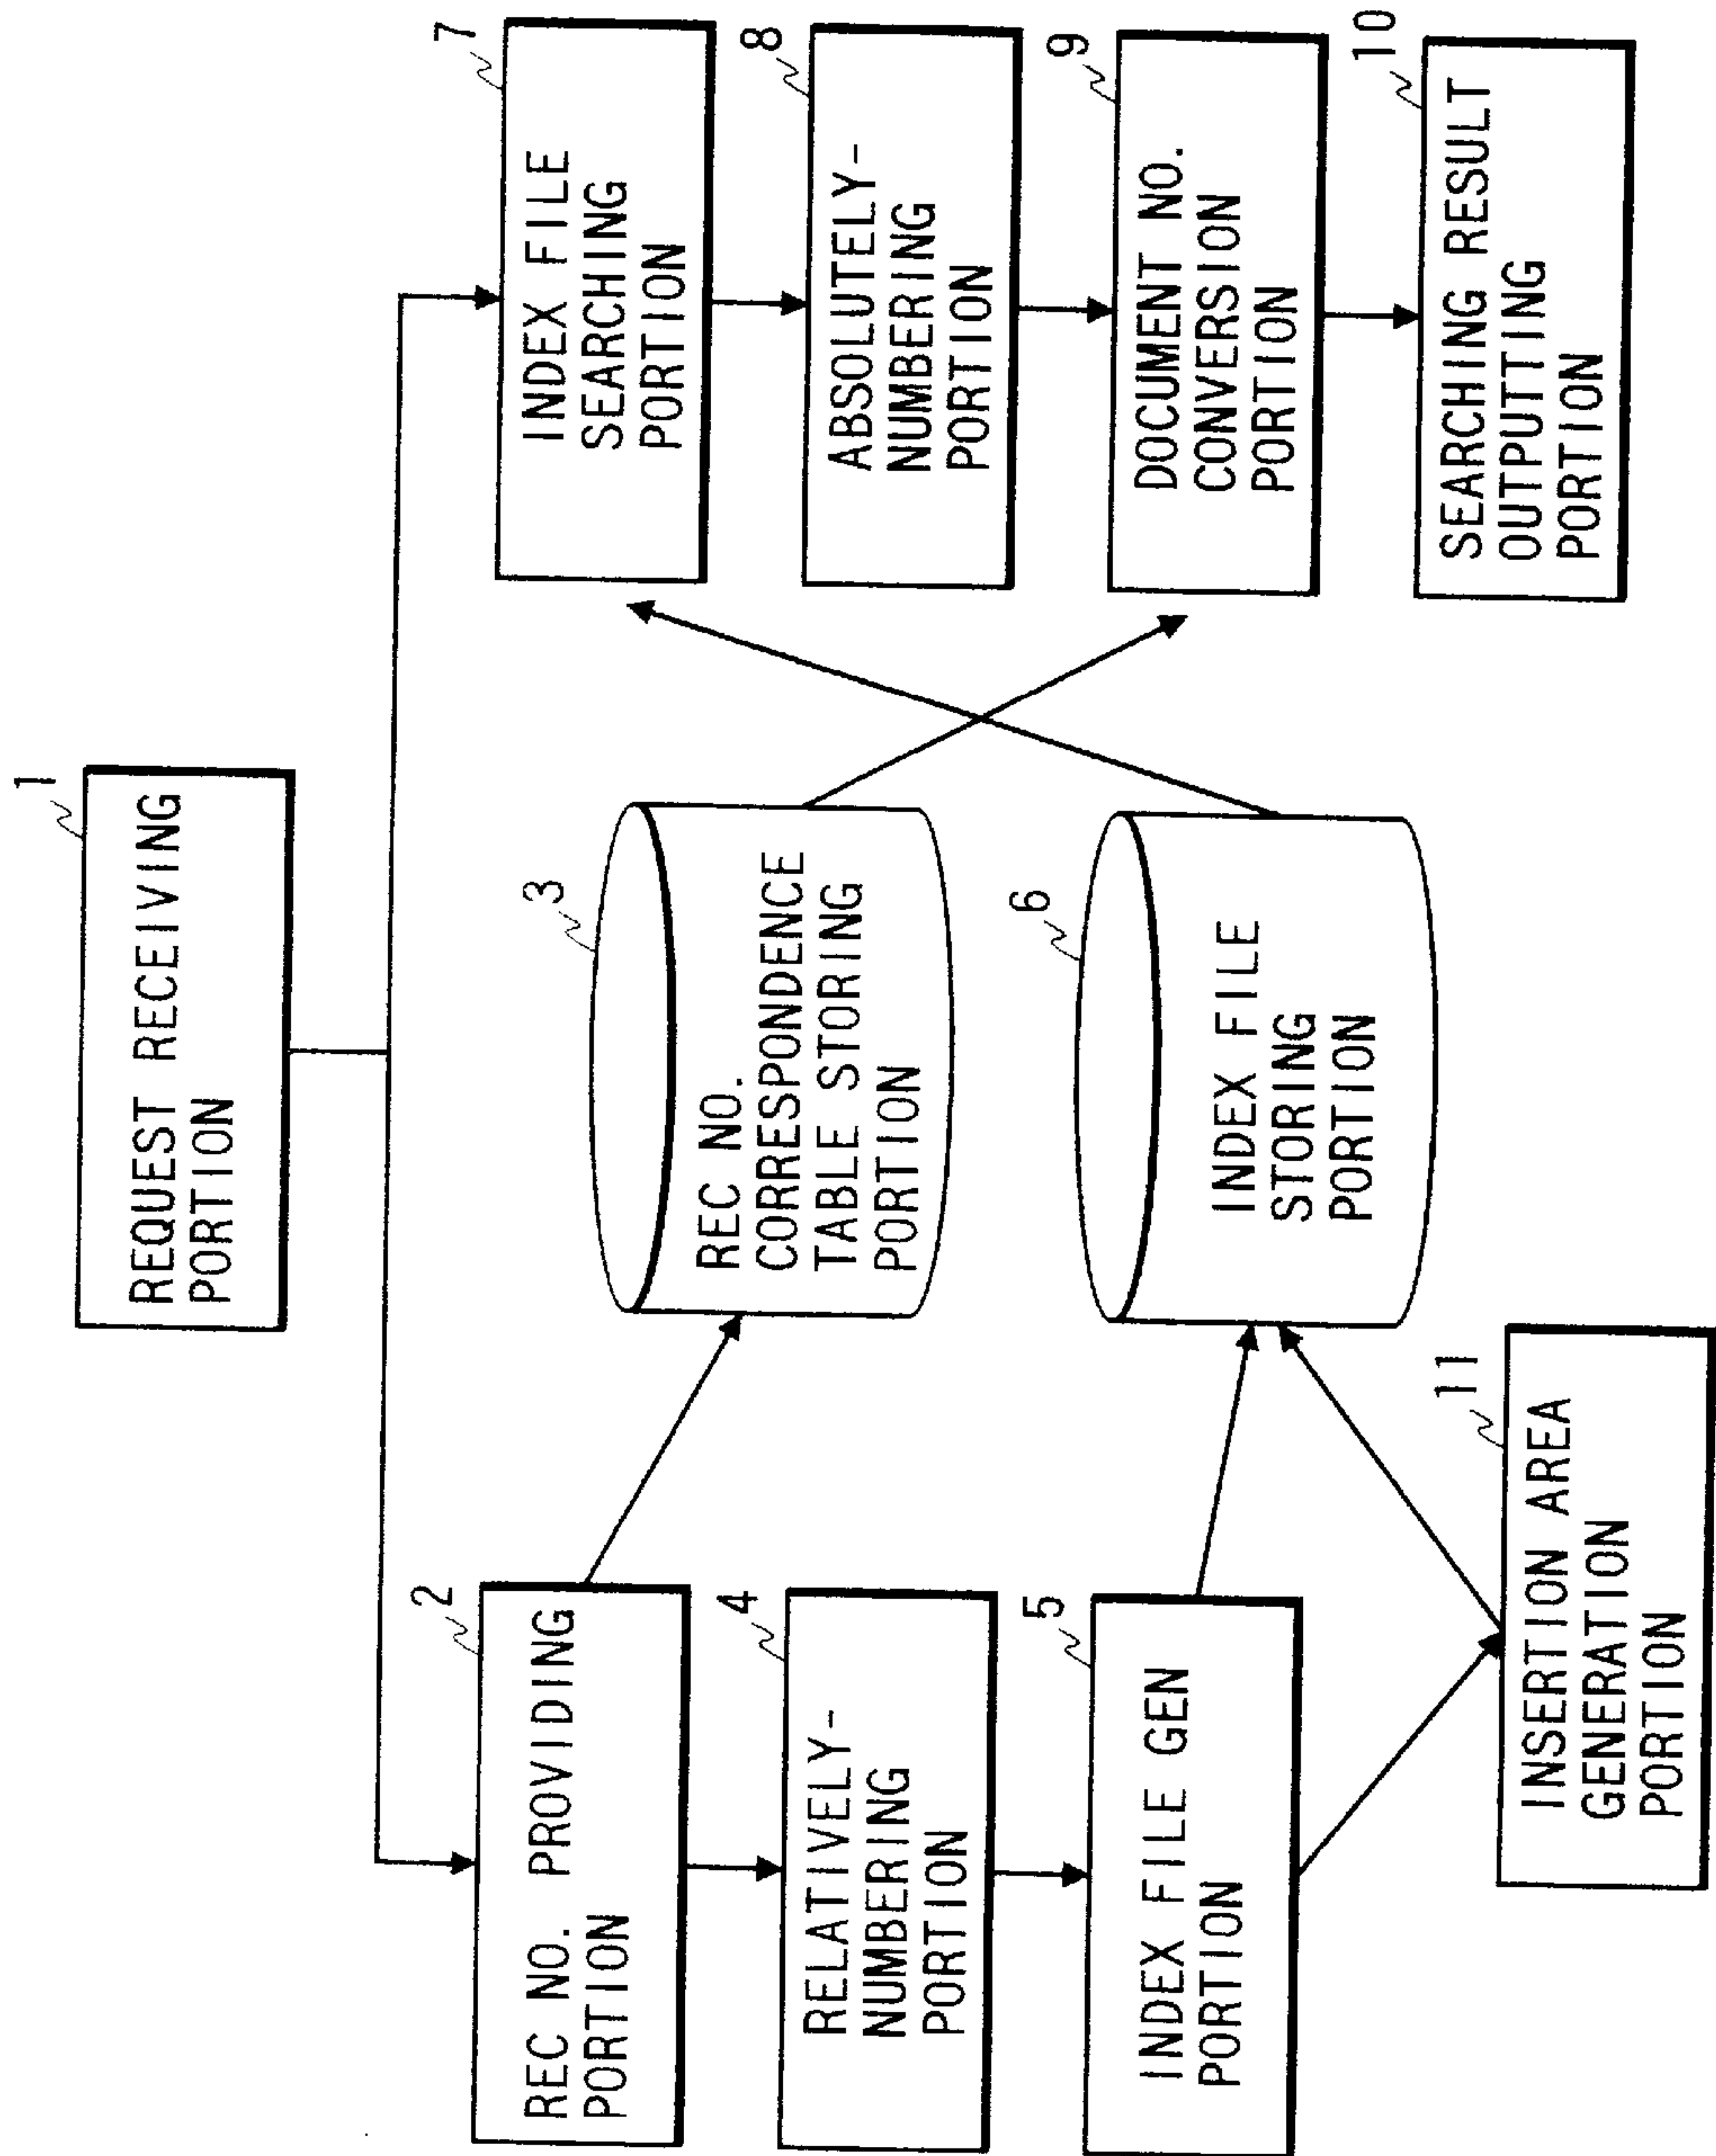 1
REQUEST RECEIVING
PORTION
2
REC NO. PROVIDING
PORTION
4
RELATIVELY-
NUMBERING
PORTION
5
INDEX FILE GEN
PORTION
11
INSERTION AREA
GENERATION
PORTION
3
REC NO.
CORRESPONDENCE
TABLE STORING
PORTION
6
INDEX FILE
STORING
PORTION
7
INDEX FILE
SEARCHING
PORTION
8
ABSOLUTELY-
NUMBERING
PORTION
9
DOCUMENT NO.
CONVERSION
PORTION
10
SEARCHING RESULT
OUTPUTTING
PORTION